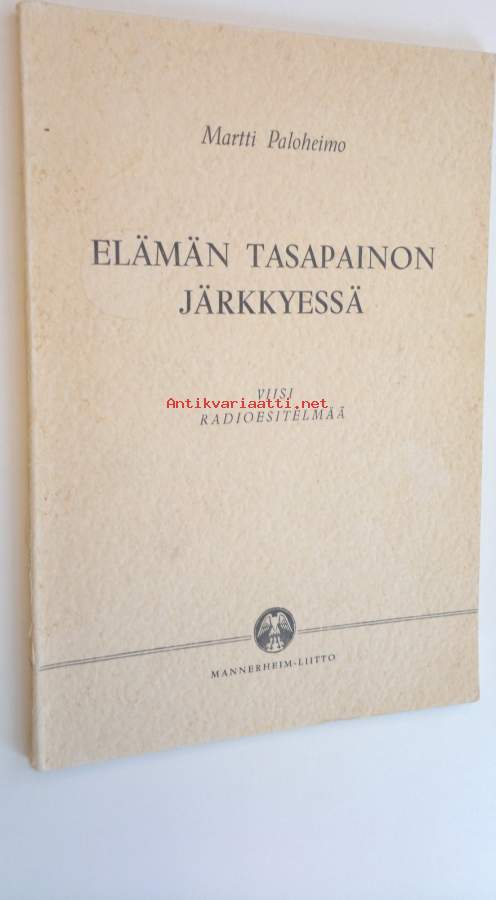 Martti Paloheimo
ELÄMÄN TASAPAINON
JÄRKKYESSÄ
VIISI
Antikvariaatti.net
RADIOESITELMÄÄ
MANNERHEIM-LIITTO